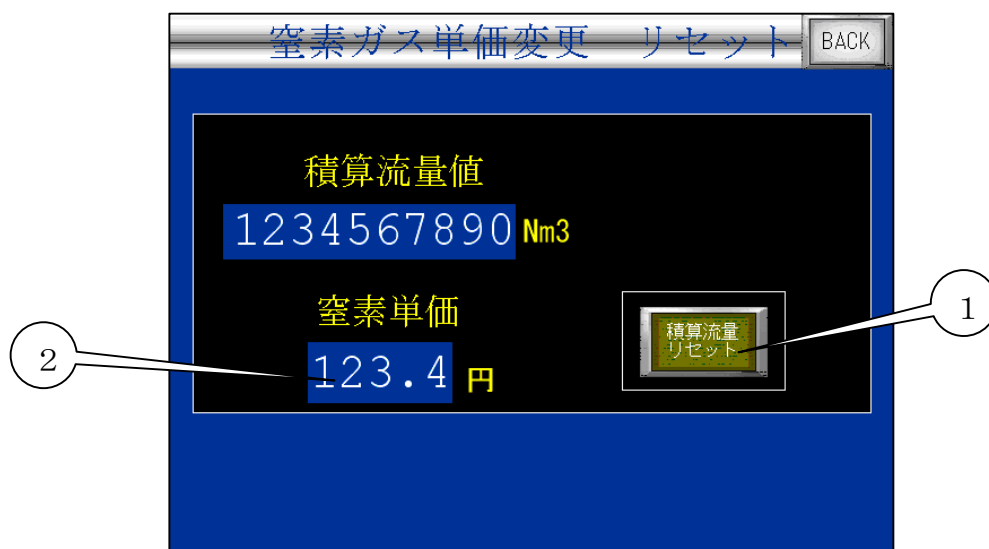 窒素ガス単価変更　リセット
BACK
積算流量値
1234567890 Nm3
窒素単価
123.4 円
積算流量
リセット
1
2